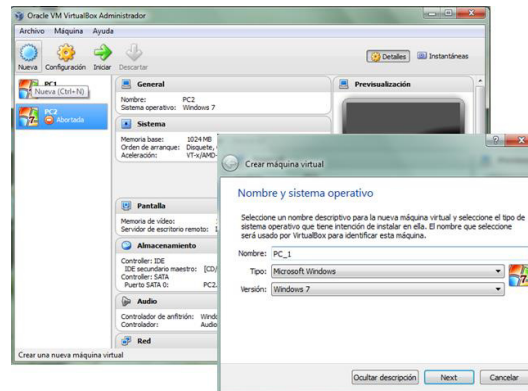 Oracle VM VirtualBox Administrador
Archivo Máquina Ayuda
Nueva Configuración Iniciar Descartar
Detalles Instantáneas
PC1
Nueva (Ctrl+N)
PC2
Abortada
General
Nombre: PC2
Sistema operativo: Windows 7
Previsualización
Sistema
Memoria base: 1024 MB
Orden de arranque: Disquete,
Aceleración: VT-x/AMD-
Pantalla
Memoria de vídeo:
Servidor de escritorio remoto:
Almacenamiento
Controller: IDE
IDE secundario maestro: [CD/
Controller: SATA
Puerto SATA 0: PC2.
Audio
Controlador de anfitrión: Windo
Controlador: Audio
Red
Crear una nueva máquina virtual
Crear máquina virtual
Nombre y sistema operativo
Seleccione un nombre descriptivo para la nueva máquina virtual y seleccione el tipo de
sistema operativo que tiene intención de instalar en ella. El nombre que seleccione
será usado por VirtualBox para identificar esta máquina.
Nombre: PC_1
Tipo: Microsoft Windows
Versión: Windows 7
Ocultar descripción Next Cancelar